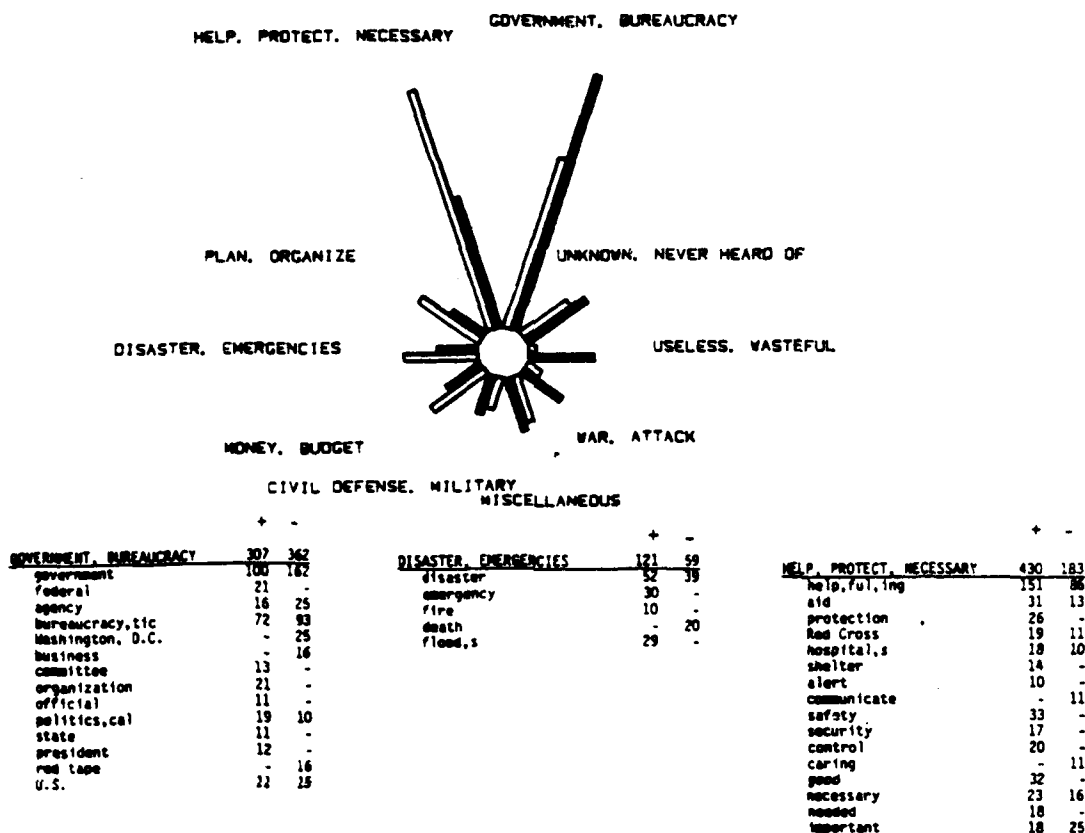 GOVERNMENT. BUREAUCRACY
HELP. PROTECT. NECESSARY
PLAN. ORGANIZE
UNKNOWN. NEVER HEARD OF
DISASTER. EMERGENCIES
USELESS. WASTEFUL
MONEY. BUDGET
WAR. ATTACK
CIVIL DEFENSE. MILITARY
MISCELLANEOUS
+ -
GOVERNMENT, BUREAUCRACY 307 362
government 100 162
federal 21 -
agency 16 25
bureaucracy,tic 72 93
Washington, D.C. - 25
business - 16
committee 13 -
organization 21 -
official 11 -
politics,cal 19 10
state 11 -
president 12 -
red tape - 16
U.S.
+ -
DISASTER, EMERGENCIES 121 59
disaster 52 39
emergency 30 -
fire 10 -
death - 20
flood,s 29 -
+ -
HELP, PROTECT, NECESSARY 430 183
help,ful,ing 151 86
aid 31 13
protection 26 -
Red Cross 19 11
hospital,s 18 10
shelter 14 -
alert 10 -
communicate - 11
safety 33 -
security 17 -
control 20 -
caring - 11
good 32 -
necessary 23 16
needed 18 -
important 18 25